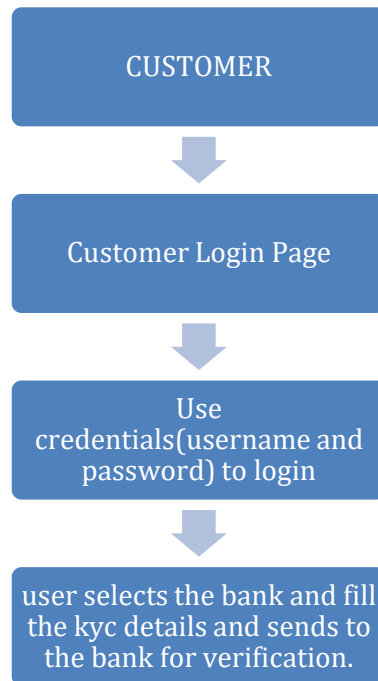 CUSTOMER
Customer Login Page
Use
credentials(username and
password) to login
user selects the bank and fill
the kyc details and sends to
the bank for verification.